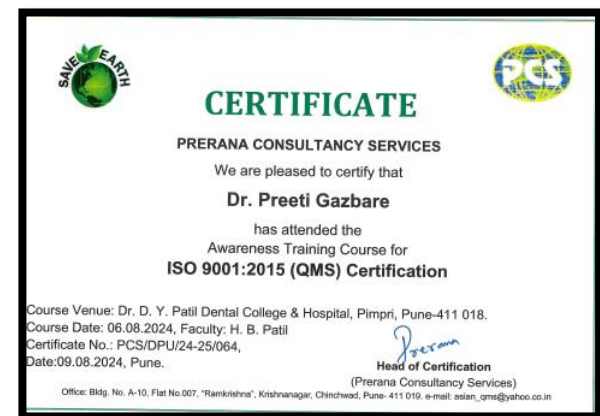 SAVE EARTH
PCS
CERTIFICATE
PRERANA CONSULTANCY SERVICES
We are pleased to certify that
Dr. Preeti Gazbare
has attended the
Awareness Training Course for
ISO 9001:2015 (QMS) Certification
Course Venue: Dr. D. Y. Patil Dental College & Hospital, Pimpri, Pune-411 018.
Course Date: 06.08.2024, Faculty: H. B. Patil
Certificate No.: PCS/DPU/24-25/064,
Date:09.08.2024, Pune.
Prerana
Head of Certification
(Prerana Consultancy Services)
Office: Bldg. No. A-10, Flat No.007, "Ramkrishna", Krishnanagar, Chinchwad, Pune- 411 019. e-mail: asian_qms@yahoo.co.in